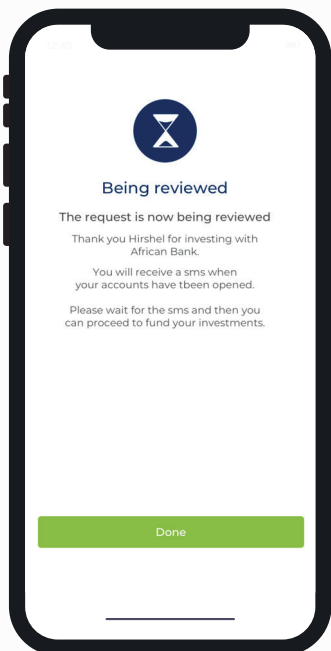 Being reviewed
The request is now being reviewed
Thank you Hirshel for investing with
African Bank.
You will receive a sms when
your accounts have tbeen opened.
Please wait for the sms and then you
can proceed to fund your investments.
Done